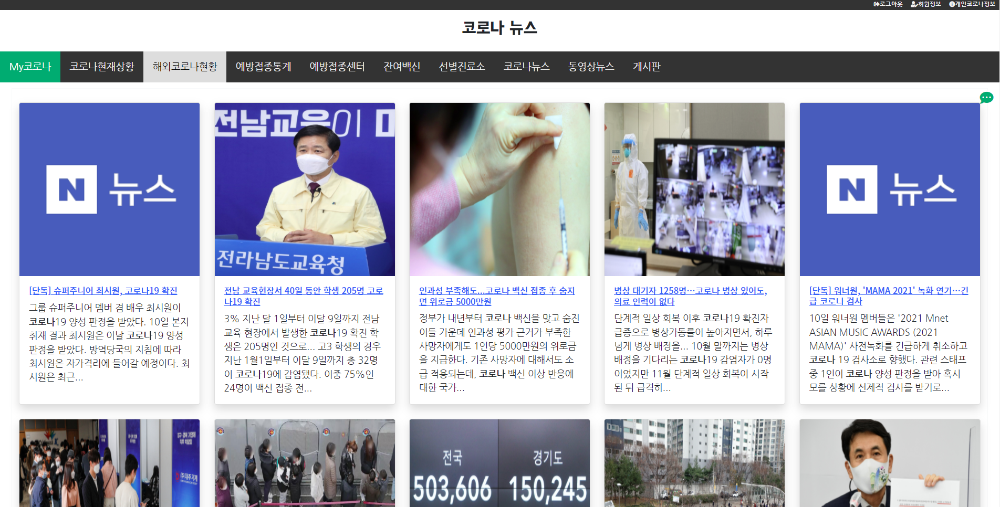 로그아웃 회원정보 개인코로나정보
코로나 뉴스
My코로나 코로나현재상황 해외코로나현황 예방접종통계 예방접종센터 잔여백신 선별진료소 코로나뉴스 동영상뉴스 게시판
N 뉴스
[단독] 슈퍼주니어 최시원, 코로나19 확진
그룹 슈퍼주니어 멤버 겸 배우 최시원이
코로나19 양성 판정을 받았다. 10일 본지
취재 결과 최시원은 이날 코로나19 양성
판정을 받았다. 방역당국의 지침에 따라
최시원은 자가격리에 들어갈 예정이다. 최
시원은 최근...
전남교육이
전라남도교육청
전남 교육현장서 40일 동안 학생 205명 코로
나19 확진
3% 지난 달 1일부터 이달 9일까지 전남
교육 현장에서 발생한 코로나19 확진 학
생은 205명인 것으로... 고3 학생의 경우
지난 1월1일부터 이달 9일까지 총 32명
이 코로나19에 감염됐다. 이중 75%인
24명이 백신 접종 전...
인과성 부족해도...코로나 백신 접종 후 숨지
면 위로금 5000만원
정부가 내년부터 코로나 백신을 맞고 숨진
이들 가운데 인과성 평가 근거가 부족한
사망자에게도 1인당 5000만원의 위로금
을 지급한다. 기존 사망자에 대해서도 소
급 적용되는데, 코로나 백신 이상 반응에
대한 국가...
병상 대기자 1258명…코로나 병상 있어도,
의료 인력이 없다
단계적 일상 회복 이후 코로나19 확진자
급증으로 병상가동률이 높아지면서, 하루
넘게 병상 배정을... 10월 말까지는 병상
배정을 기다리는 코로나19 감염자가 0명
이었지만 11월 단계적 일상 회복이 시작
된 뒤 급격히...
N 뉴스
[단독] 워너원, 'MAMA 2021' 녹화 연기…긴
급 코로나 검사
10일 워너원 멤버들은 '2021 Mnet
ASIAN MUSIC AWARDS (2021
MAMA)' 사전녹화를 긴급하게 취소하고
코로나 19 검사소로 향했다. 관련 스태프
중 1인이 코로나 양성 판정을 받아 혹시
모를 상황에 선제적 검사를 받기로...
전국 경기도
503,606 150,245